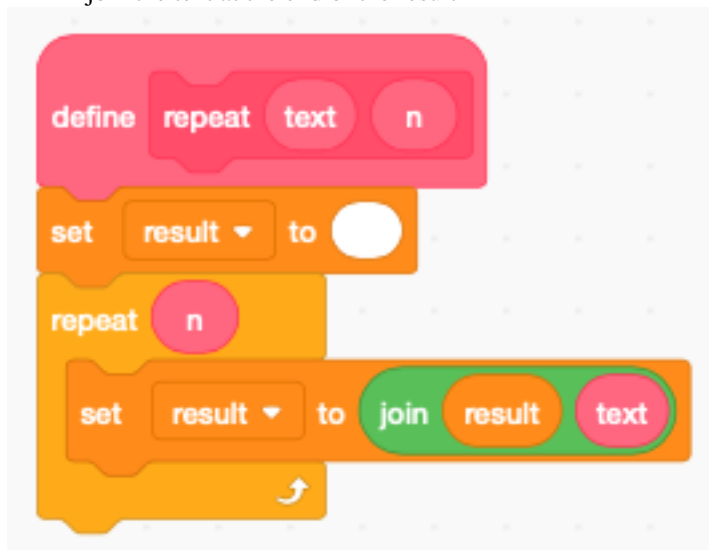 define repeat text n
set result to
repeat n
set result to join result text